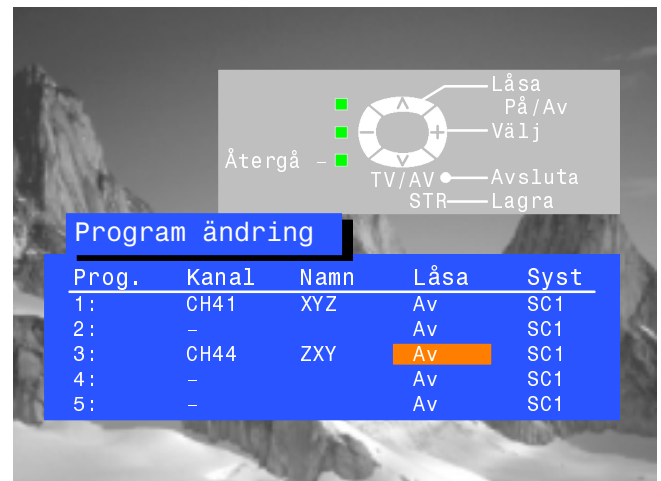 Låsa
På/Av
Välj
Återgå –
TV/AV
Avsluta
STR
Lagra
Program ändring
Prog. Kanal Namn Låsa Syst
1: CH41 XYZ Av SC1
2: – Av SC1
3: CH44 ZXY Av SC1
4: – Av SC1
5: – Av SC1